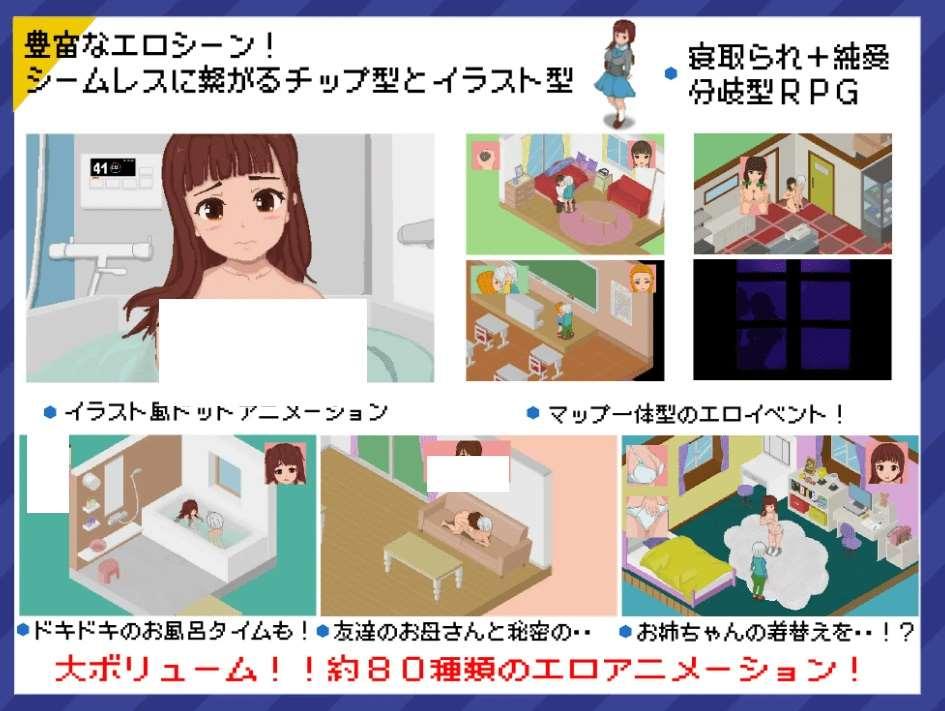 豊富なエロシーン！
シームレスに繋がるチップ型とイラスト型
寝取られ＋純愛
分岐型ＲＰＧ
41
イラスト風ドットアニメーション
マップ一体型のエロイベント！
ドキドキのお風呂タイムも！
友達のお母さんと秘密の‥
お姉ちゃんの着替えを‥！？
大ボリューム！！約８０種類のエロアニメーション！